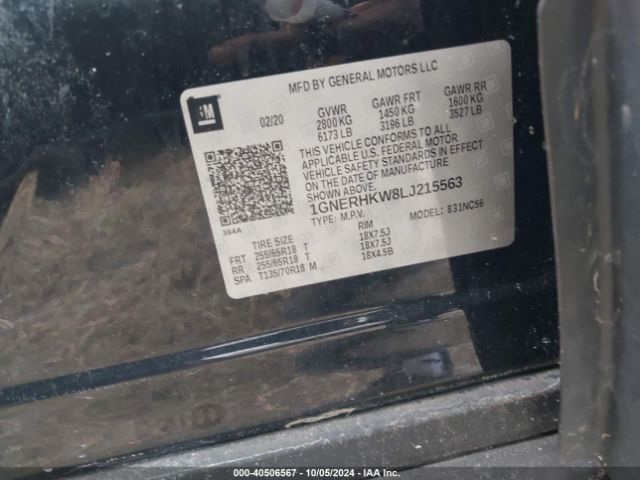 MFD BY GENERAL MOTORS LLC
GM
02/20
GVWR
2800 KG
6173 LB
GAWR FRT
1450 KG
3196 LB
GAWR RR
1600 KG
3527 LB
THIS VEHICLE CONFORMS TO ALL
APPLICABLE U.S. FEDERAL MOTOR
VEHICLE SAFETY STANDARDS IN EFFECT
ON THE DATE OF MANUFACTURE
SHOWN ABOVE.
1GNERHKW8LJ215563
TYPE: M.P.V. MODEL: 831NC56
394A
TIRE SIZE RIM
FRT 255/65R18 T 18X7.5J
RR 255/65R18 T 18X7.5J
SPA T135/70R18 M 18X4.5B
000-40506567 - 10/05/2024 - IAA Inc.